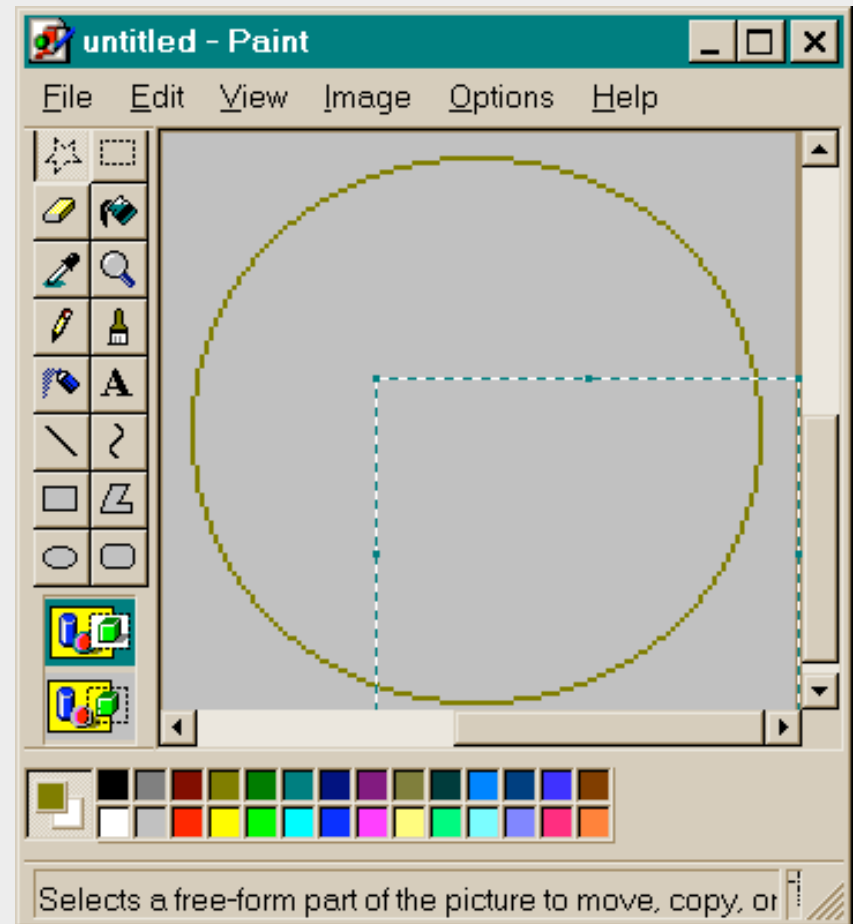 untitled - Paint
File Edit View Image Options Help
A
Selects a free-form part of the picture to move, copy, or